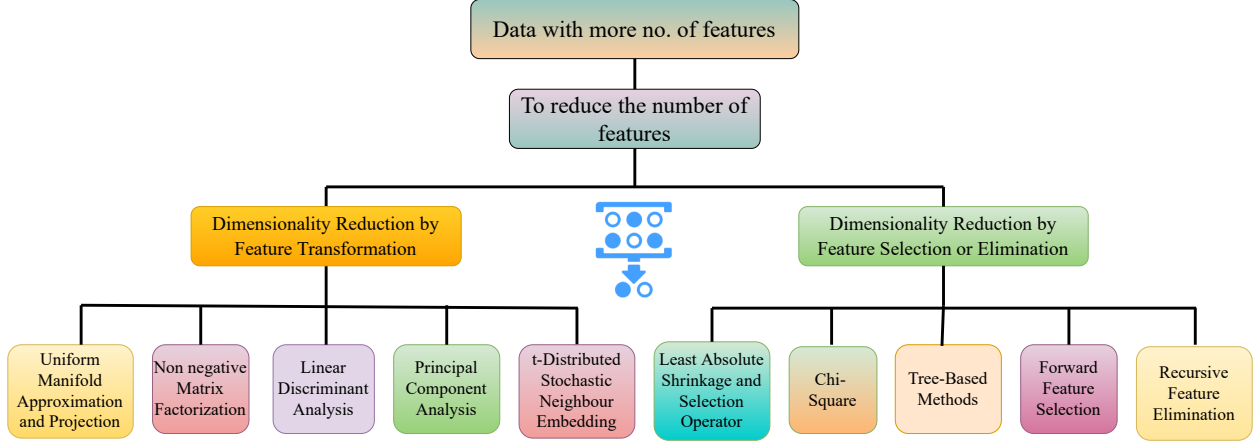 Data with more no. of features
To reduce the number of
features
Dimensionality Reduction by
Feature Transformation
Dimensionality Reduction by
Feature Selection or Elimination
Uniform
Manifold
Approximation
and Projection
Non negative
Matrix
Factorization
Linear
Discriminant
Analysis
Principal
Component
Analysis
t-Distributed
Stochastic
Neighbour
Embedding
Least Absolute
Shrinkage and
Selection
Operator
Chi-
Square
Tree-Based
Methods
Forward
Feature
Selection
Recursive
Feature
Elimination